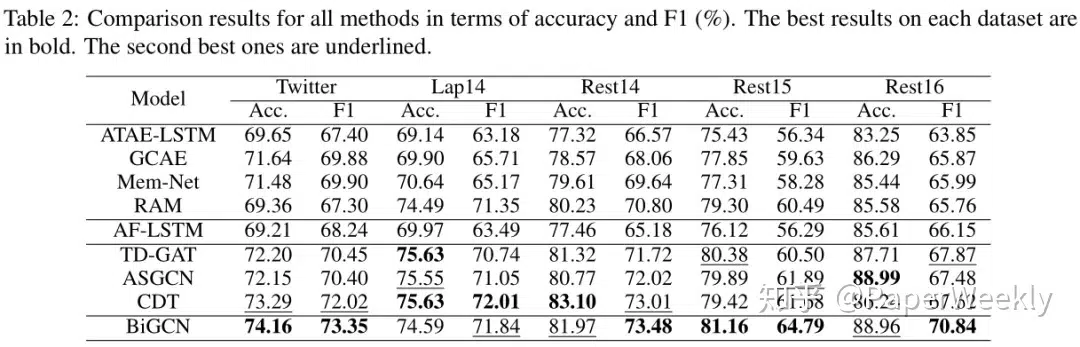 Table 2: Comparison results for all methods in terms of accuracy and F1 (%). The best results on each dataset are
in bold. The second best ones are underlined.
Model Twitter Lap14 Rest14 Rest15 Rest16
Acc. F1 Acc. F1 Acc. F1 Acc. F1 Acc. F1
ATAE-LSTM 69.65 67.40 69.14 63.18 77.32 66.57 75.43 56.34 83.25 63.85
GCAE 71.64 69.88 69.90 65.71 78.57 68.06 77.85 59.63 86.29 65.87
Mem-Net 71.48 69.90 70.64 65.17 79.61 69.64 77.31 58.28 85.44 65.99
RAM 69.36 67.30 74.49 71.35 80.23 70.80 79.30 60.49 85.58 65.76
AF-LSTM 69.21 68.24 69.97 63.49 77.46 65.18 76.12 56.29 85.61 66.15
TD-GAT 72.20 70.45 75.63 70.74 81.32 71.72 80.38 60.50 87.71 67.87
ASGCN 72.15 70.40 75.55 71.05 80.77 72.02 79.89 61.89 88.99 67.48
CDT 73.29 72.02 75.63 72.01 83.10 73.01 79.42
知乎 @PaperWeekly
BiGCN 74.16 73.35 74.59 71.84 81.97 73.48 81.16 64.79 88.96 70.84